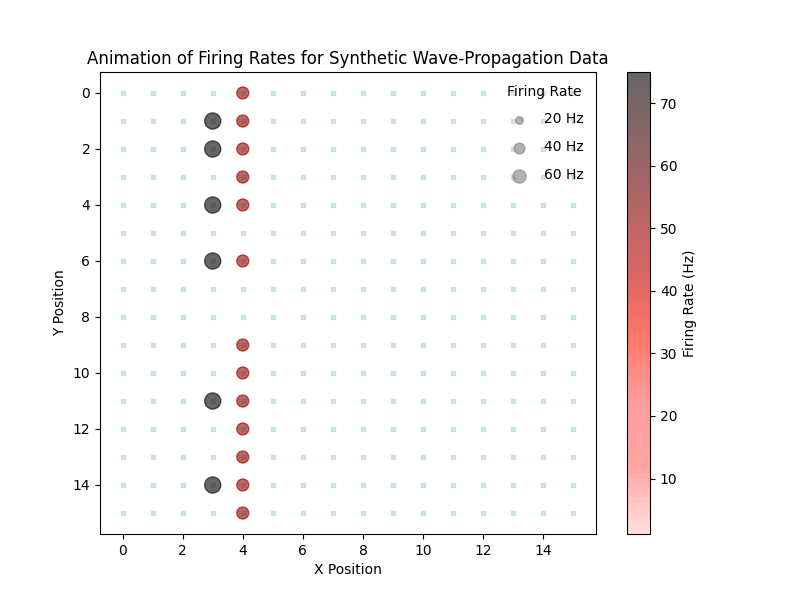 Animation of Firing Rates for Synthetic Wave-Propagation Data
Firing Rate
20 Hz
40 Hz
60 Hz
0
2
4
6
8
10
12
14
Y Position
0 2 4 6 8 10 12 14
X Position
70
60
50
40
30
20
10
Firing Rate (Hz)